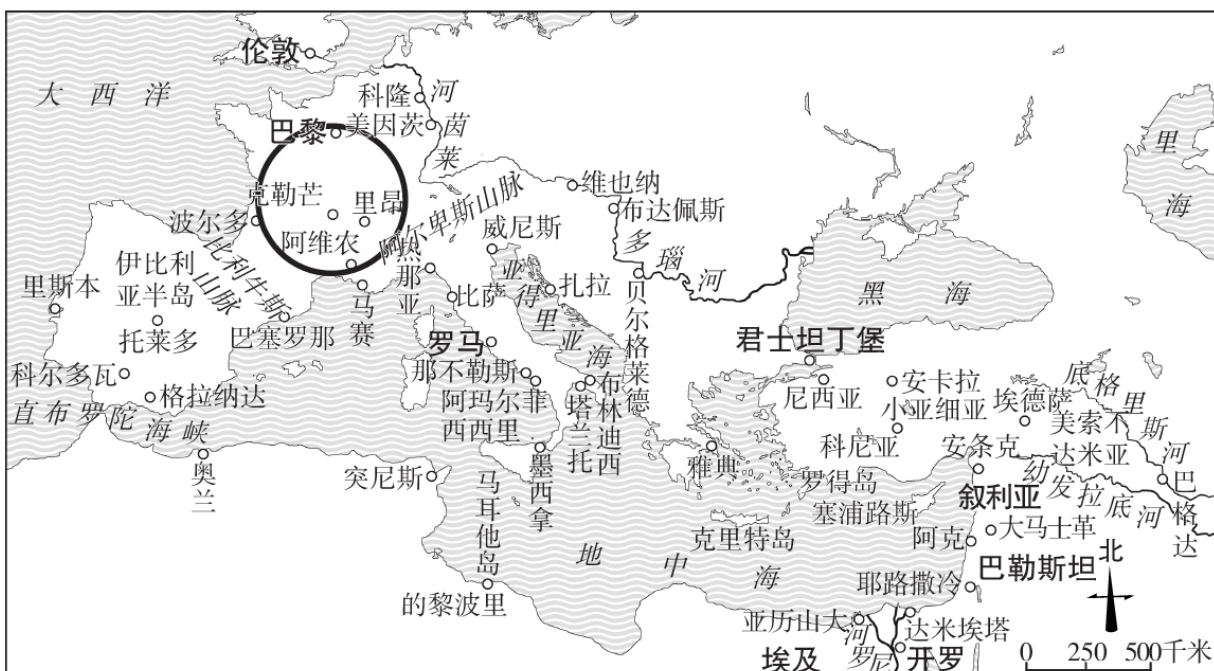 伦敦
大西洋
科隆
河
茵
莱
巴黎
美因茨
里
海
克勒芒
里昂
维也纳
布达佩斯
阿尔卑斯山脉
波尔多
阿维农
威尼斯
多瑙河
热那亚
亚得里亚海
扎拉
比利牛斯
山脉
伊比利
亚半岛
里斯本
托莱多
巴塞罗那
马赛
比萨
贝尔格莱德
黑海
罗马
君士坦丁堡
科尔多瓦
格拉纳达
那不勒斯
阿玛尔菲
西西里
塔兰托
布林迪西
尼西亚
安卡拉
小亚细亚
埃德萨
底格里斯河
美索不
达米亚
直布罗陀海峡
奥兰
突尼斯
墨西拿
马耳他岛
雅典
科尼亚
安条克
罗得岛
塞浦路斯
叙利亚
幼发拉底河
巴格达
克里特岛
地中海
阿克
大马士革
巴勒斯坦
北
的黎波里
耶路撒冷
亚历山大
达米埃塔
河
罗
尼
埃及
开罗
0 250 500千米